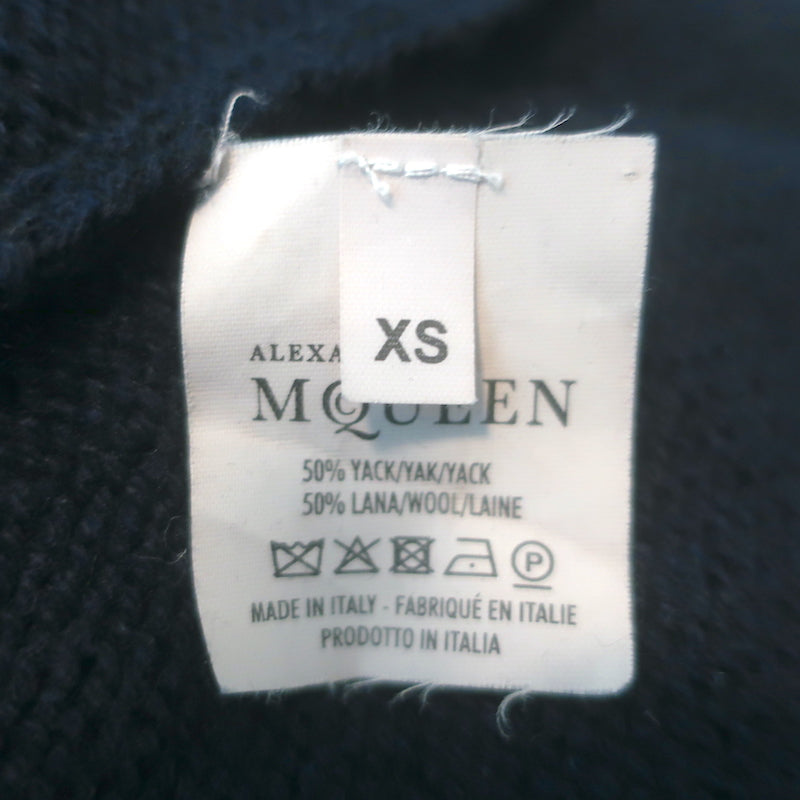 XS
ALEXA
MCQUEEN
50% YACK/YAK/YACK
50% LANA/WOOL/LAINE
P
MADE IN ITALY - FABRIQUÉ EN ITALIE
PRODOTTO IN ITALIA